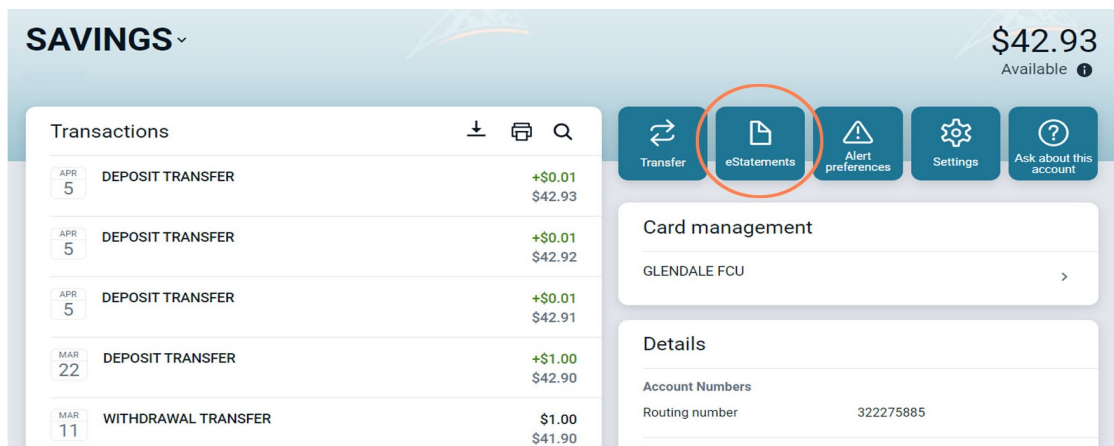 SAVINGS
$42.93
Available
Transactions
APR
5
DEPOSIT TRANSFER
+$0.01
$42.93
APR
5
DEPOSIT TRANSFER
+$0.01
$42.92
APR
5
DEPOSIT TRANSFER
+$0.01
$42.91
MAR
22
DEPOSIT TRANSFER
+$1.00
$42.90
MAR
11
WITHDRAWAL TRANSFER
$1.00
$41.90
Transfer
eStatements
Alert
preferences
Settings
Ask about this
account
Card management
GLENDALE FCU
Details
Account Numbers
Routing number 322275885